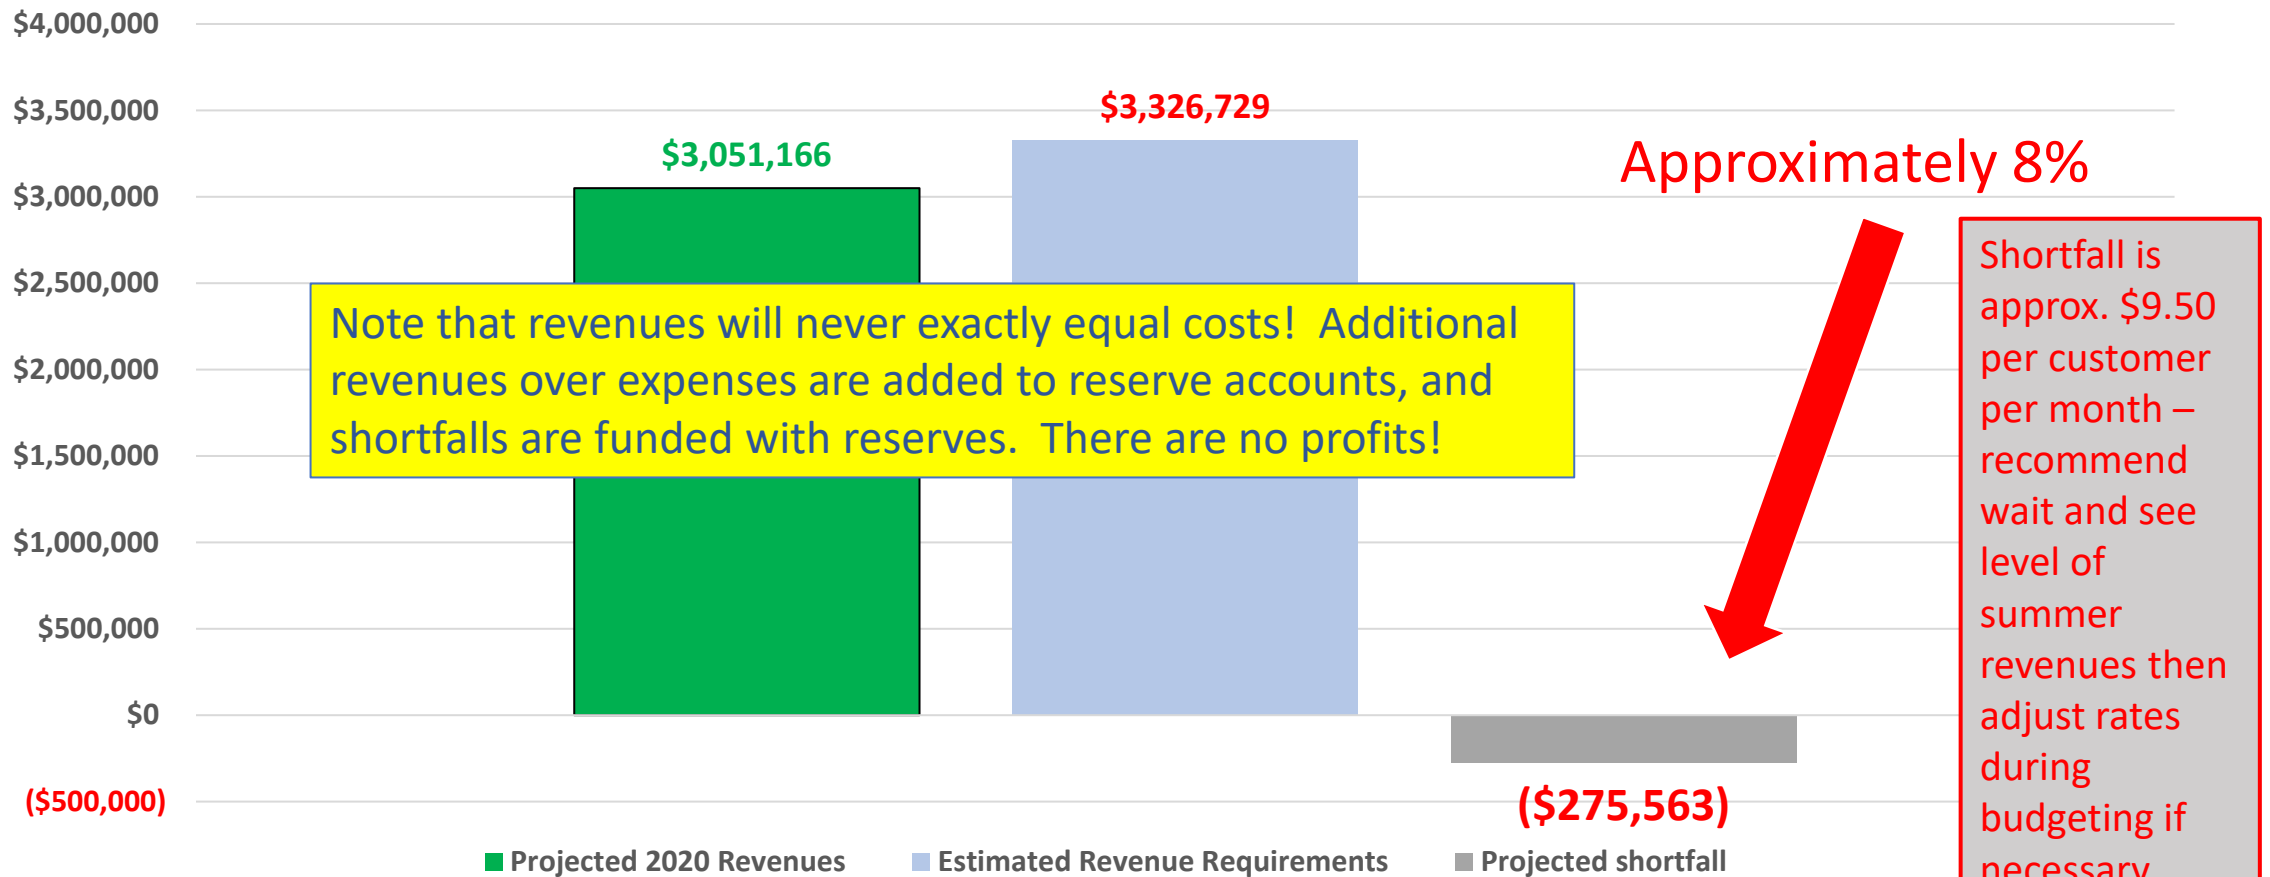 $4,000,000
$3,500,000
$3,000,000
$2,500,000
$2,000,000
$1,500,000
$1,000,000
$500,000
$0
($500,000)
$3,051,166
$3,326,729
($275,563)
Approximately 8%
Note that revenues will never exactly equal costs!  Additional
revenues over expenses are added to reserve accounts, and
shortfalls are funded with reserves.  There are no profits!
Shortfall is
approx. $9.50
per customer
per month –
recommend
wait and see
level of
summer
revenues then
adjust rates
during
budgeting if
necessary
Projected 2020 Revenues
Estimated Revenue Requirements
Projected shortfall